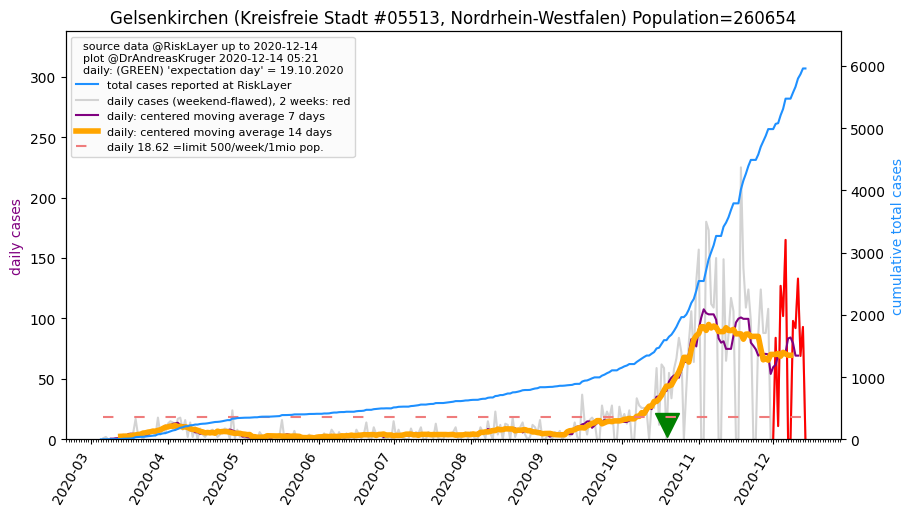 Gelsenkirchen (Kreisfreie Stadt #05513, Nordrhein-Westfalen) Population=260654
source data @RiskLayer up to 2020-12-14
plot @DrAndreasKruger 2020-12-14 05:21
daily: (GREEN) 'expectation day' = 19.10.2020
total cases reported at RiskLayer
daily cases (weekend-flawed), 2 weeks: red
daily: centered moving average 7 days
daily: centered moving average 14 days
daily 18.62 =limit 500/week/1mio pop.
daily cases
300
250
200
150
100
50
0
cumulative total cases
6000
5000
4000
3000
2000
1000
0
2020-03
2020-04
2020-05
2020-06
2020-07
2020-08
2020-09
2020-10
2020-11
2020-12